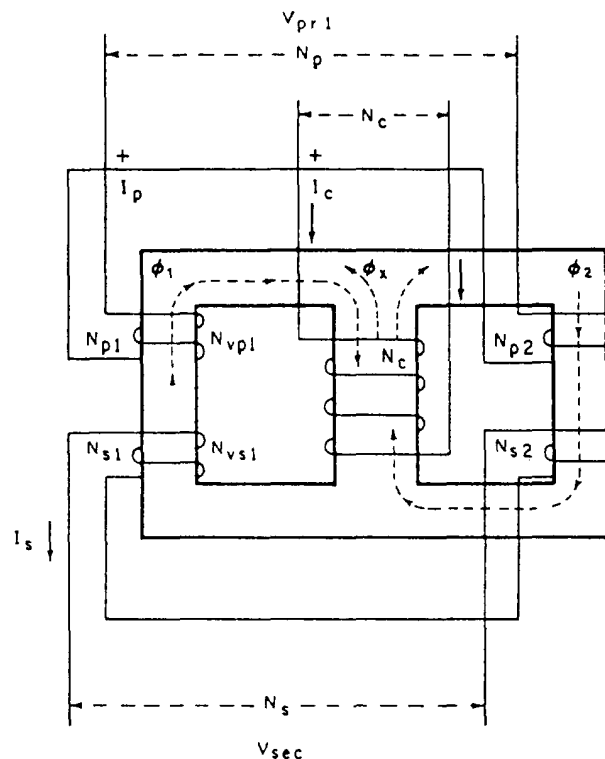 Vpr1
Np
Nc
+ +
Ip Ic
ϕ1 ϕx ϕ2
Np1 Nvp1 Nc Np2
Ns1 Nvs1 Ns2
Is
Ns
Vsec